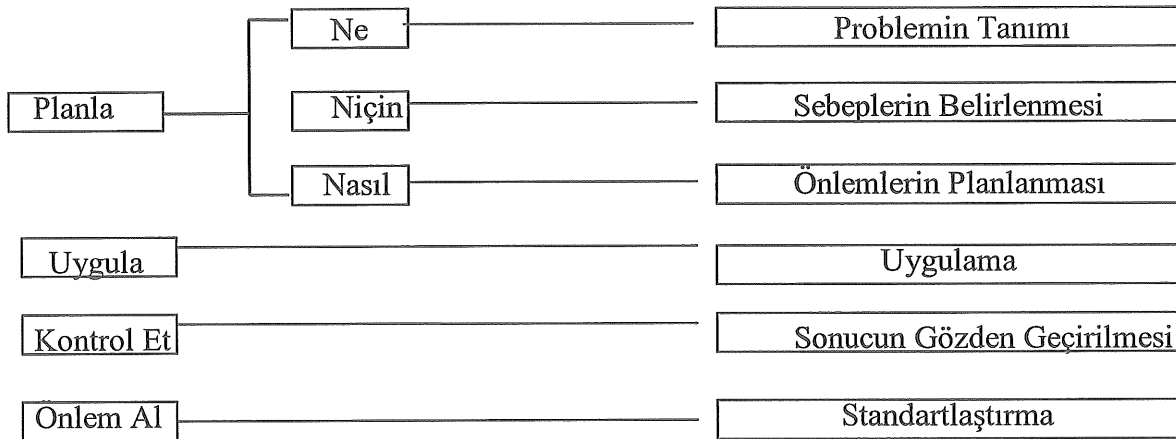 Ne
Problemin Tanımı
Planla
Niçin
Sebeplerin Belirlenmesi
Nasıl
Önlemlerin Planlanması
Uygula
Uygulama
Kontrol Et
Sonucun Gözden Geçirilmesi
Önlem Al
Standartlaştırma